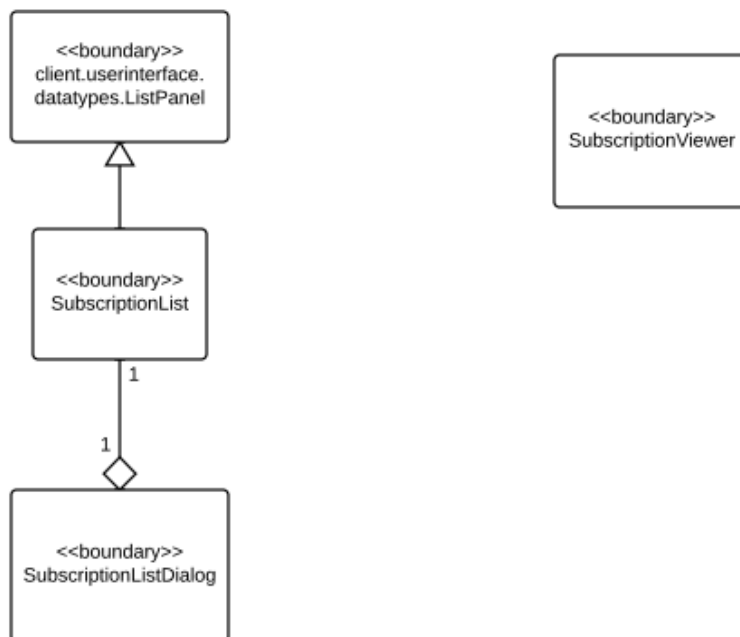 <<boundary>>
client.userinterface.
datatypes.ListPanel
<<boundary>>
SubscriptionViewer
<<boundary>>
SubscriptionList
1
1
<<boundary>>
SubscriptionListDialog